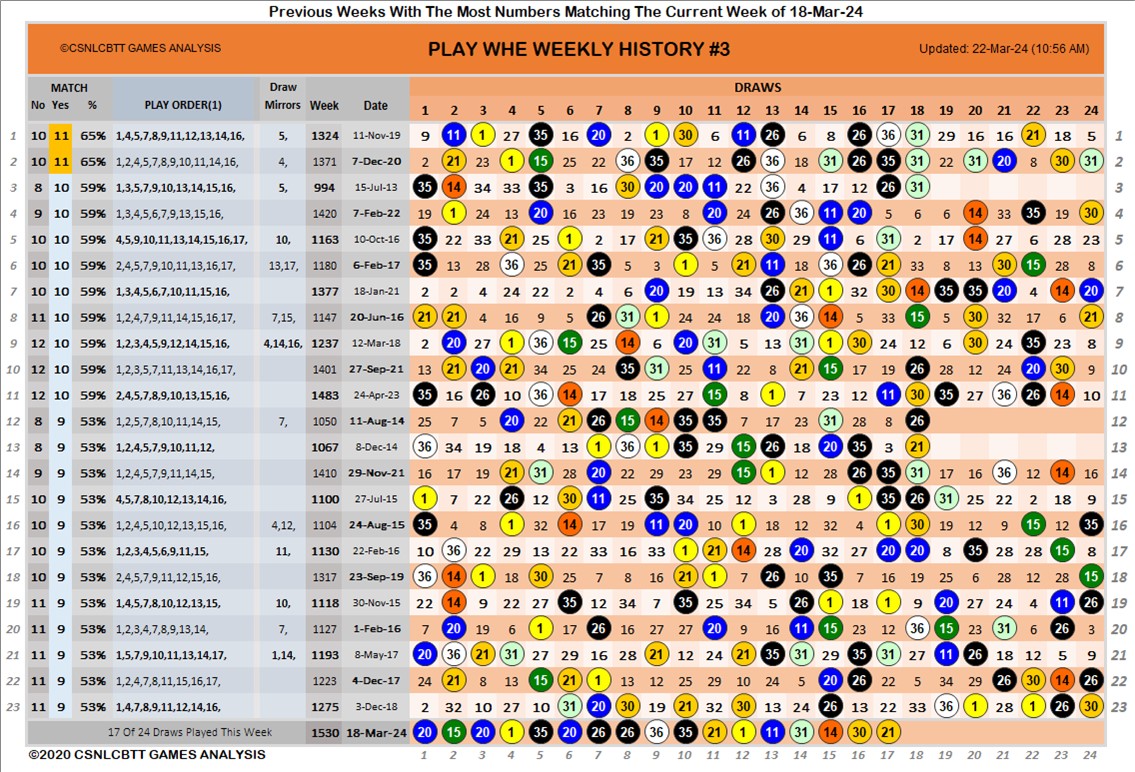 Previous Weeks With The Most Numbers Matching The Current Week of 18-Mar-24
©CSNLCBTT GAMES ANALYSIS PLAY WHE WEEKLY HISTORY #3 Updated: 22-Mar-24 (10:56 AM)
MATCH Draw DRAWS
No Yes % PLAY ORDER(1) Mirrors Week Date 1 2 3 4 5 6 7 8 9 10 11 12 13 14 15 16 17 18 19 20 21 22 23 24
1 10 11 65% 1,4,5,7,8,9,11,12,13,14,16, 5, 1324 11-Nov-19 9 11 1 27 35 16 20 2 1 30 6 11 26 6 8 26 36 31 29 16 16 21 18 5 1
2 10 11 65% 1,2,4,5,7,8,9,10,11,14,16, 4, 1371 7-Dec-20 2 21 23 1 15 25 22 36 35 17 12 26 36 15 31 26 35 31 22 31 20 8 30 31 2
3 8 10 59% 1,3,5,7,9,10,13,14,15,16, 5, 994 15-Jul-13 35 14 34 33 35 3 16 30 20 20 11 22 36 4 17 12 26 31 3
4 9 10 59% 1,3,4,5,6,7,9,13,15,16, 1420 7-Feb-22 19 1 24 13 20 16 23 19 23 8 11 24 26 36 11 20 5 6 6 14 33 35 19 30 4
5 10 10 59% 4,5,9,10,11,13,14,15,16,17, 10, 1163 10-Oct-16 35 22 33 21 25 1 2 17 21 35 36 28 30 29 11 6 31 2 17 14 27 6 28 23 5
6 10 10 59% 2,4,5,7,9,10,11,13,16,17, 13,17, 1180 6-Feb-17 35 13 28 36 25 21 35 6 3 1 5 21 11 18 36 26 21 33 8 13 30 15 28 8 6
7 10 10 59% 1,3,4,5,6,7,10,11,15,16, 1377 18-Jan-21 2 2 4 24 22 2 4 6 20 19 13 34 26 21 1 32 30 14 35 35 20 4 14 20 7
8 11 10 59% 1,2,4,7,9,11,14,15,16,17, 7,15, 1147 20-Jun-16 21 21 4 16 9 5 26 31 1 24 24 18 20 36 14 5 33 15 5 30 32 17 6 21 8
9 12 10 59% 1,2,3,4,5,9,12,14,15,16, 4,14,16, 1237 12-Mar-18 2 20 27 1 36 15 25 14 6 20 31 5 13 31 1 30 24 12 6 30 24 35 23 8 9
10 12 10 59% 1,2,3,5,7,11,13,14,16,17, 1401 27-Sep-21 13 21 20 21 34 25 24 35 31 25 11 22 8 21 15 17 19 26 28 12 24 20 30 9 10
11 12 10 59% 2,4,5,7,8,9,10,13,15,16, 1483 24-Apr-23 35 16 26 10 36 14 17 18 25 27 15 8 1 7 23 12 11 30 35 27 36 26 14 10 11
12 8 9 53% 1,2,5,7,8,10,11,14,15, 7, 1050 11-Aug-14 25 7 5 20 22 21 26 15 14 35 35 7 17 23 31 28 8 26 12
13 8 9 53% 1,2,4,5,7,9,10,11,12, 1067 8-Dec-14 36 34 19 18 4 13 1 36 1 35 29 15 26 18 20 35 3 21 13
14 9 9 53% 1,2,4,5,7,9,11,14,15, 1410 29-Nov-21 16 17 19 21 31 28 20 22 29 23 29 15 1 12 28 26 35 31 17 16 36 12 14 16 14
15 10 9 53% 4,5,7,8,10,12,13,14,16, 1100 27-Jul-15 1 7 22 26 12 30 11 25 35 34 25 12 3 28 9 1 35 26 31 25 22 2 18 9 15
16 10 9 53% 1,2,4,5,10,12,13,15,16, 4,12, 1104 24-Aug-15 35 4 8 1 32 14 17 19 11 20 10 1 18 12 32 4 1 30 19 12 9 15 12 35 16
17 10 9 53% 1,2,3,4,5,6,9,11,15, 11, 1130 22-Feb-16 10 36 22 29 13 22 33 16 33 1 21 14 28 20 32 27 20 20 8 35 28 28 15 8 17
18 10 9 53% 2,4,5,7,9,11,12,15,16, 1317 23-Sep-19 36 14 1 18 30 25 7 8 16 21 1 7 26 10 35 7 16 19 25 6 28 12 28 15 18
19 11 9 53% 1,4,5,7,8,10,12,13,15, 10, 1118 30-Nov-15 22 14 9 22 27 35 12 34 7 35 25 34 5 26 1 18 1 9 20 27 24 4 11 26 19
20 11 9 53% 1,2,3,4,7,8,9,13,14, 7, 1127 1-Feb-16 7 20 19 6 1 17 26 16 27 27 20 9 14 11 15 23 12 36 15 23 31 6 26 3 20
21 11 9 53% 1,5,7,9,10,11,13,14,17, 1,14, 1193 8-May-17 20 36 21 31 27 29 16 28 21 12 24 21 35 31 29 35 31 27 11 26 18 12 5 9 21
22 11 9 53% 1,2,4,7,8,11,15,16,17, 1223 4-Dec-17 24 21 8 13 15 21 1 13 12 28 22 10 24 5 20 26 22 5 34 29 26 30 14 26 22
23 11 9 53% 1,4,7,8,9,11,12,14,16, 1275 3-Dec-18 2 32 10 27 10 31 20 30 2 21 32 30 13 24 26 13 22 33 36 1 28 1 26 30 23
17 Of 24 Draws Played This Week 1530 18-Mar-24 20 15 20 1 35 20 26 26 36 35 21 1 11 31 14 30 21
©2020 CSNLCBTT GAMES ANALYSIS 1 2 3 4 5 6 7 8 9 10 11 12 13 14 15 16 17 18 19 20 21 22 23 24